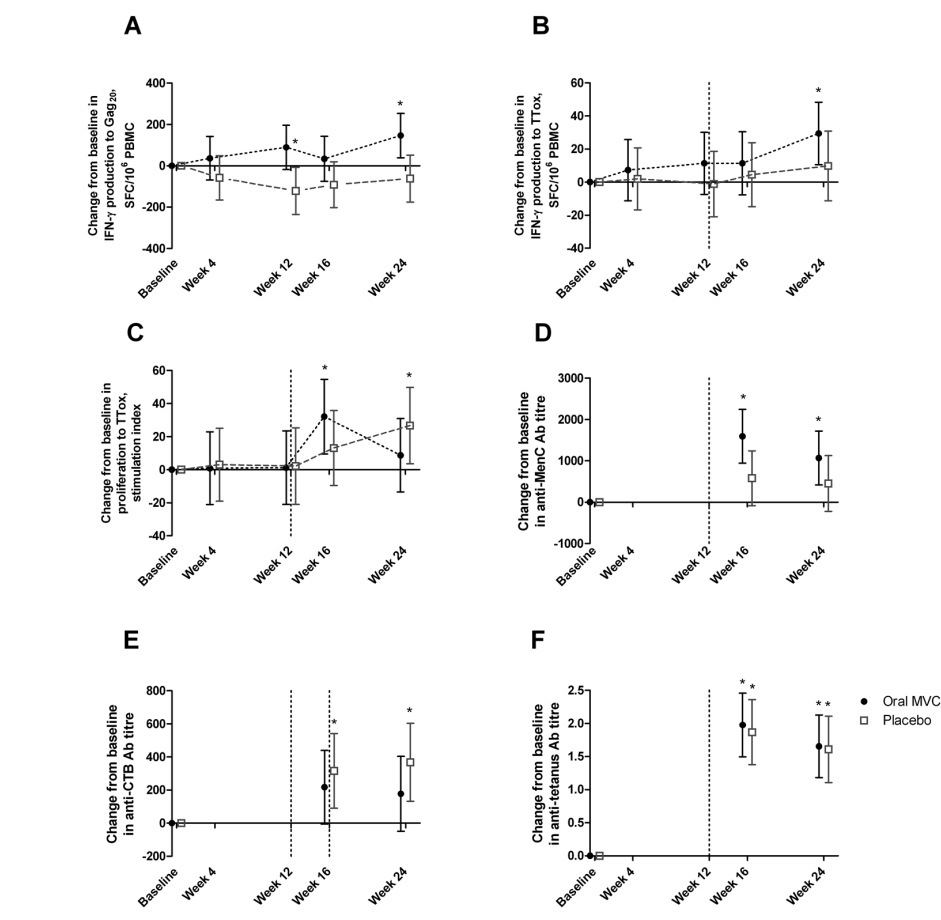 A
Change from baseline in
IFN-γ production to Gag20,
SFC/10⁶ PBMC
400
200
0
-200
-400
*
*
Baseline
Week 4
Week 12
Week 16
Week 24
B
Change from baseline in
IFN-γ production to TTox,
SFC/10⁶ PBMC
60
40
20
0
-20
-40
*
Baseline
Week 4
Week 12
Week 16
Week 24
C
Change from baseline in
proliferation to TTox,
stimulation index
60
40
20
0
-20
-40
*
*
Baseline
Week 4
Week 12
Week 16
Week 24
D
Change from baseline
in anti-MenC Ab titre
3000
2000
1000
0
-1000
*
*
Baseline
Week 4
Week 12
Week 16
Week 24
E
Change from baseline
in anti-CTB Ab titre
800
600
400
200
0
-200
*
*
Baseline
Week 4
Week 12
Week 16
Week 24
F
Change from baseline
in anti-tetanus Ab titre
2.5
2.0
1.5
1.0
0.5
0.0
* *
* *
Baseline
Week 4
Week 12
Week 16
Week 24
Oral MVC
Placebo